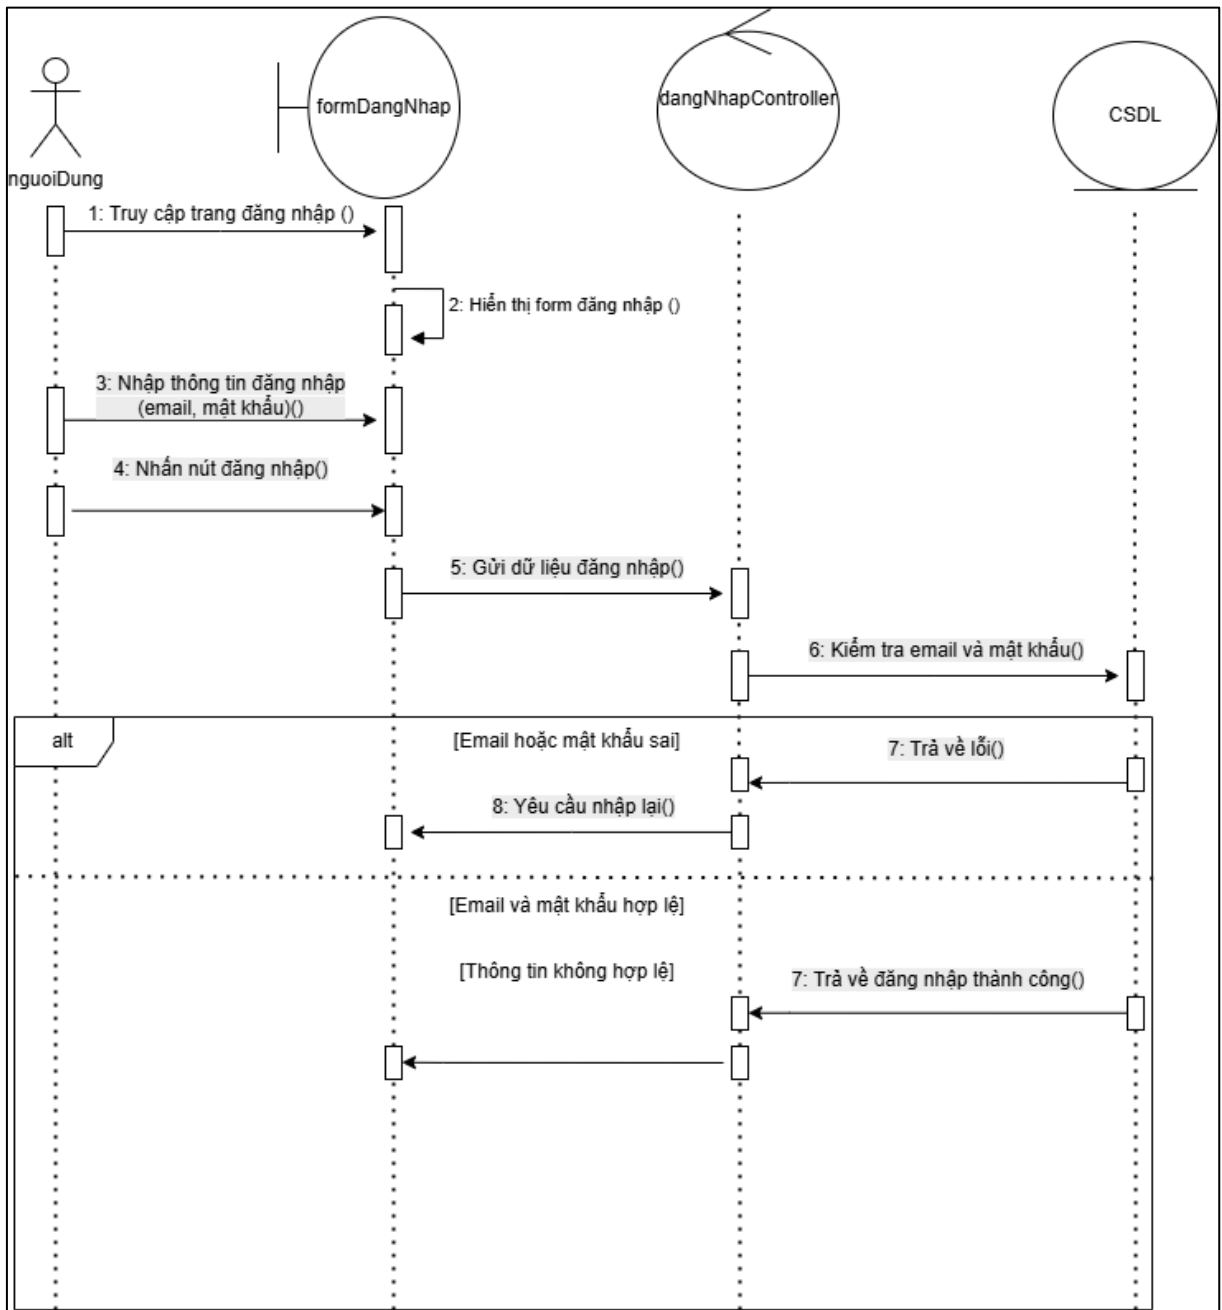 formDangNhap
dangNhapController
CSDL
nguoiDung
1: Truy cập trang đăng nhập ()
2: Hiển thị form đăng nhập ()
3: Nhập thông tin đăng nhập
(email, mật khẩu)()
4: Nhấn nút đăng nhập()
5: Gửi dữ liệu đăng nhập()
6: Kiểm tra email và mật khẩu()
alt
[Email hoặc mật khẩu sai]
7: Trả về lỗi()
8: Yêu cầu nhập lại()
[Email và mật khẩu hợp lệ]
[Thông tin không hợp lệ]
7: Trả về đăng nhập thành công()